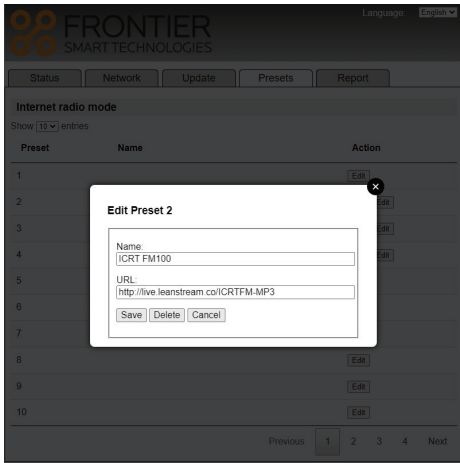 Language: English
FRONTIER
SMART TECHNOLOGIES
Status Network Update Presets Report
Internet radio mode
Show 10 entries
Preset Name Action
1 Edit
2 Edit
3 Edit
4 Edit
5
6
7
8 Edit
9 Edit
10 Edit
Edit Preset 2
Name:
ICRT FM100
URL:
http://live.leanstream.co/ICRTFM-MP3
Save Delete Cancel
Previous 1 2 3 4 Next